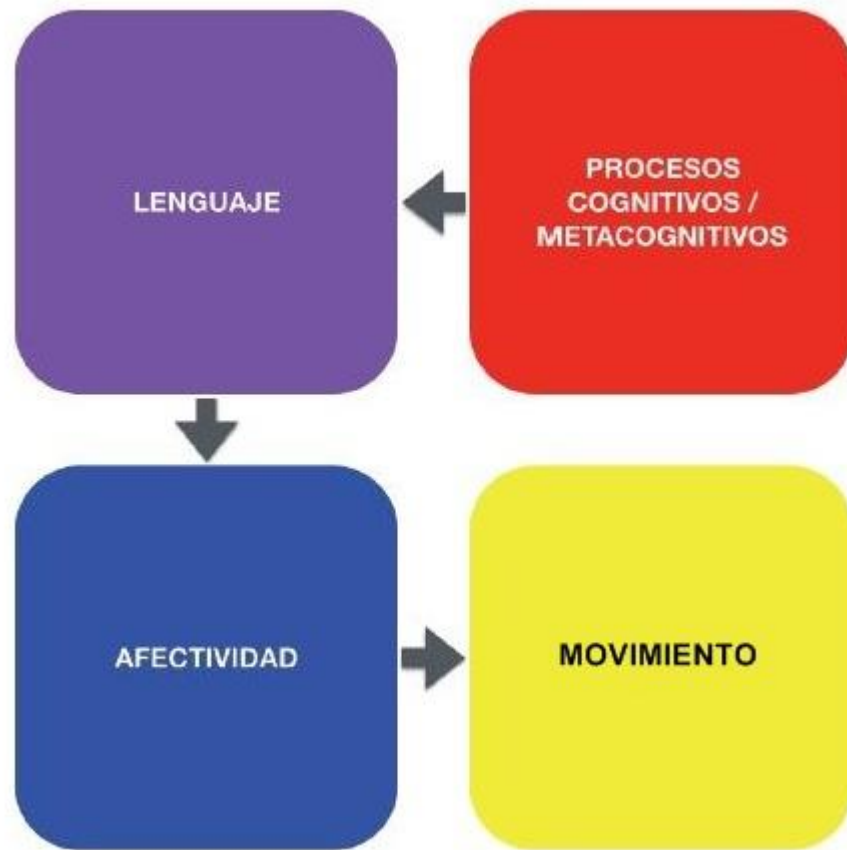 LENGUAJE
PROCESOS
COGNITIVOS /
METACOGNITIVOS
AFECTIVIDAD
MOVIMIENTO